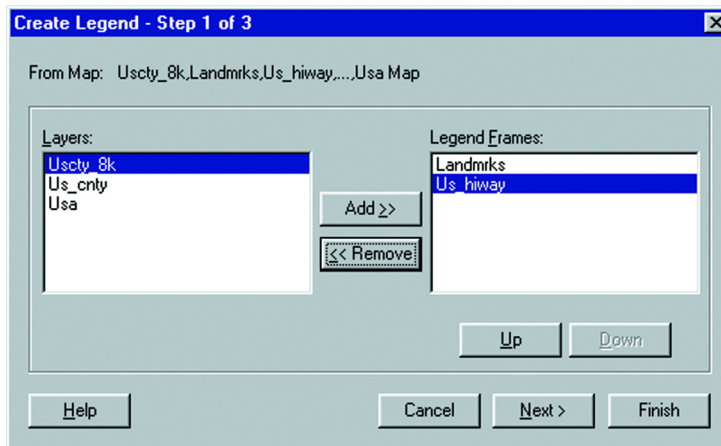 Create Legend - Step 1 of 3
From Map: Uscty_8k,Landmrks,Us_hiway,...,Usa Map
Layers:
Uscty_8k
Us_cnty
Usa
Add >>
<< Remove
Legend Frames:
Landmrks
Us_hiway
Up
Down
Help
Cancel
Next >
Finish